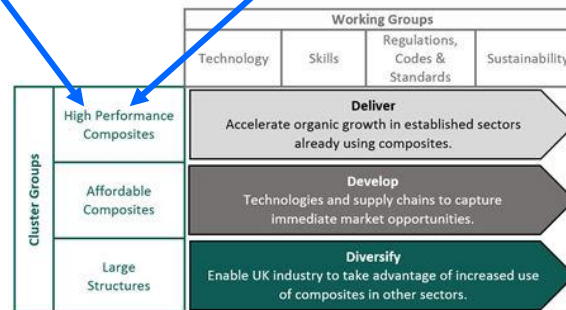 Working Groups
Technology
Skills
Regulations,
Codes &
Standards
Sustainability
Cluster Groups
High Performance
Composites
Deliver
Accelerate organic growth in established sectors
already using composites.
Affordable
Composites
Develop
Technologies and supply chains to capture
immediate market opportunities.
Large
Structures
Diversify
Enable UK industry to take advantage of increased use
of composites in other sectors.